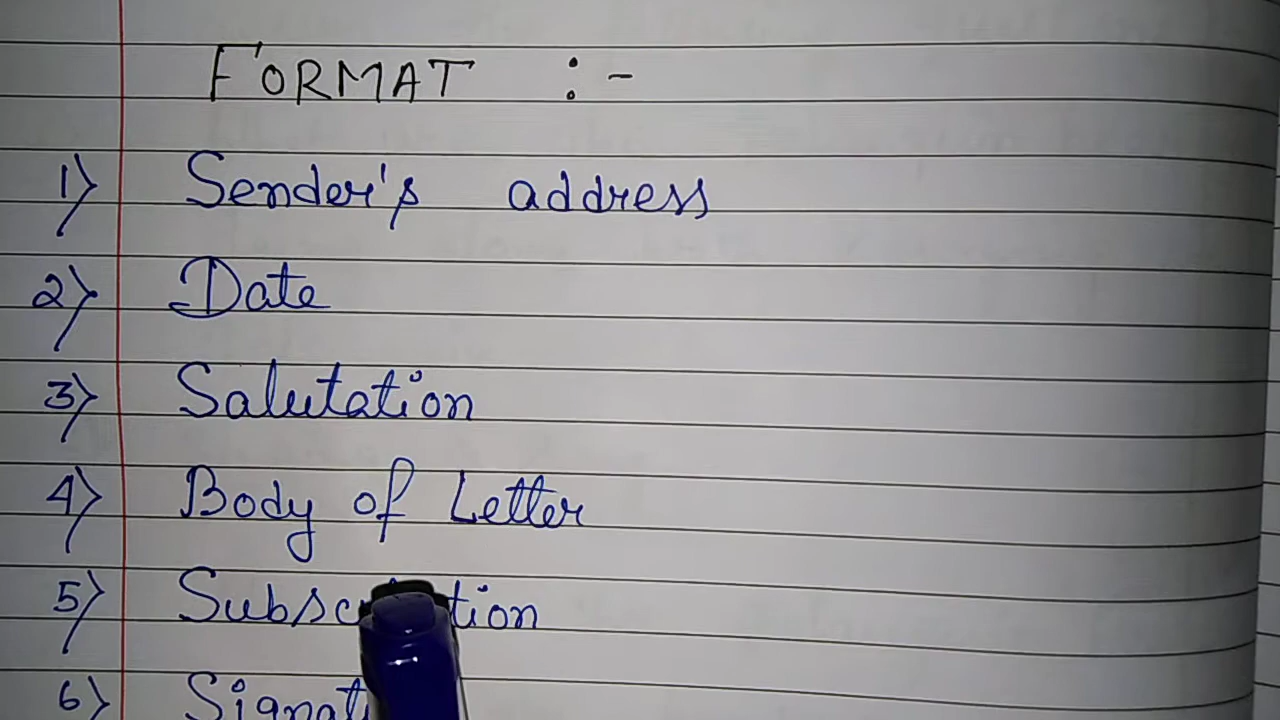 FORMAT :-
1) Sender's address
2) Date
3) Salutation
4) Body of Letter
5)
6)